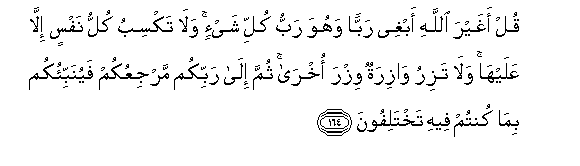 قُلْ أَغَيْرَ ٱللَّهِ أَبْغِى رَبًّا وَهُوَ رَبُّ كُلِّ شَىْءٍ ۚ وَلَا تَكْسِبُ كُلُّ نَفْسٍ إِلَّا
عَلَيْهَا ۚ وَلَا تَزِرُ وَازِرَةٌ وِزْرَ أُخْرَىٰ ۚ ثُمَّ إِلَىٰ رَبِّكُم مَّرْجِعُكُمْ فَيُنَبِّئُكُم
بِمَا كُنتُمْ فِيهِ تَخْتَلِفُونَ ١٦٤